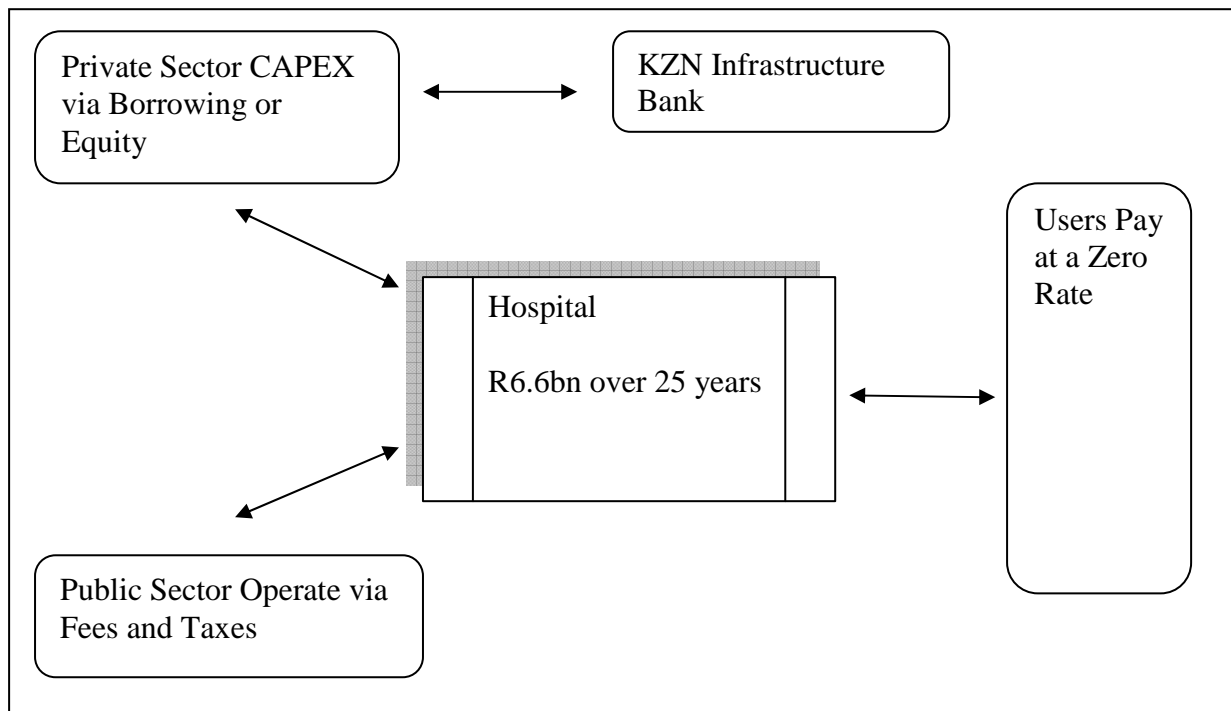 Private Sector CAPEX
via Borrowing or
Equity
KZN Infrastructure
Bank
Users Pay
at a Zero
Rate
Hospital
R6.6bn over 25 years
Public Sector Operate via
Fees and Taxes